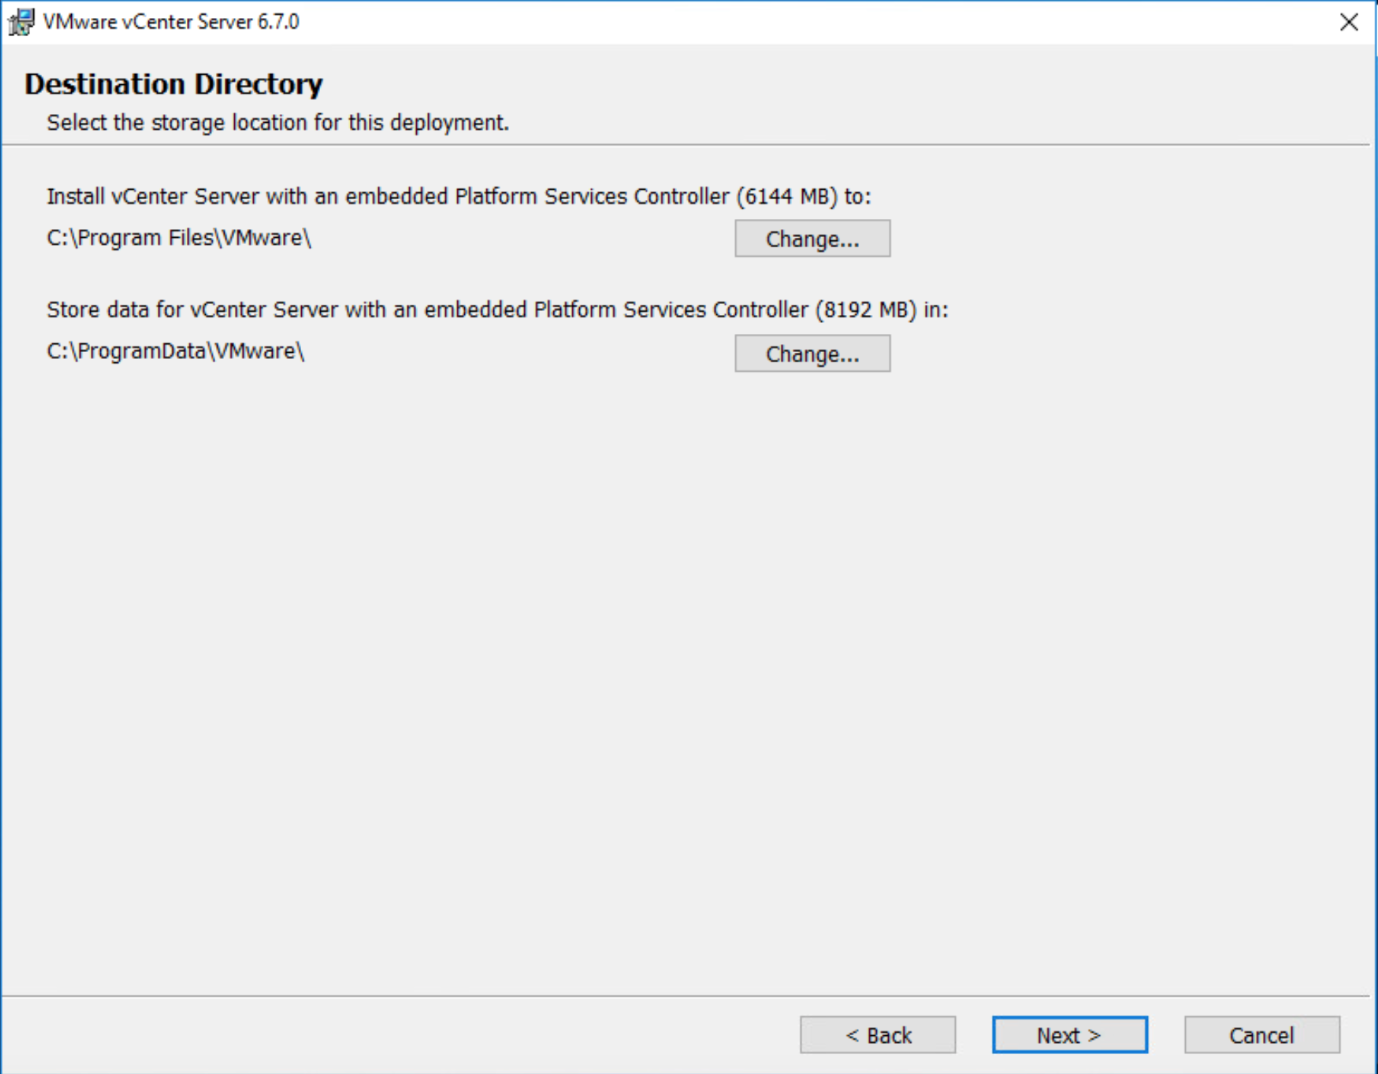 VMware vCenter Server 6.7.0
Destination Directory
Select the storage location for this deployment.
Install vCenter Server with an embedded Platform Services Controller (6144 MB) to:
C:\Program Files\VMware\
Change...
Store data for vCenter Server with an embedded Platform Services Controller (8192 MB) in:
C:\ProgramData\VMware\
Change...
< Back
Next >
Cancel